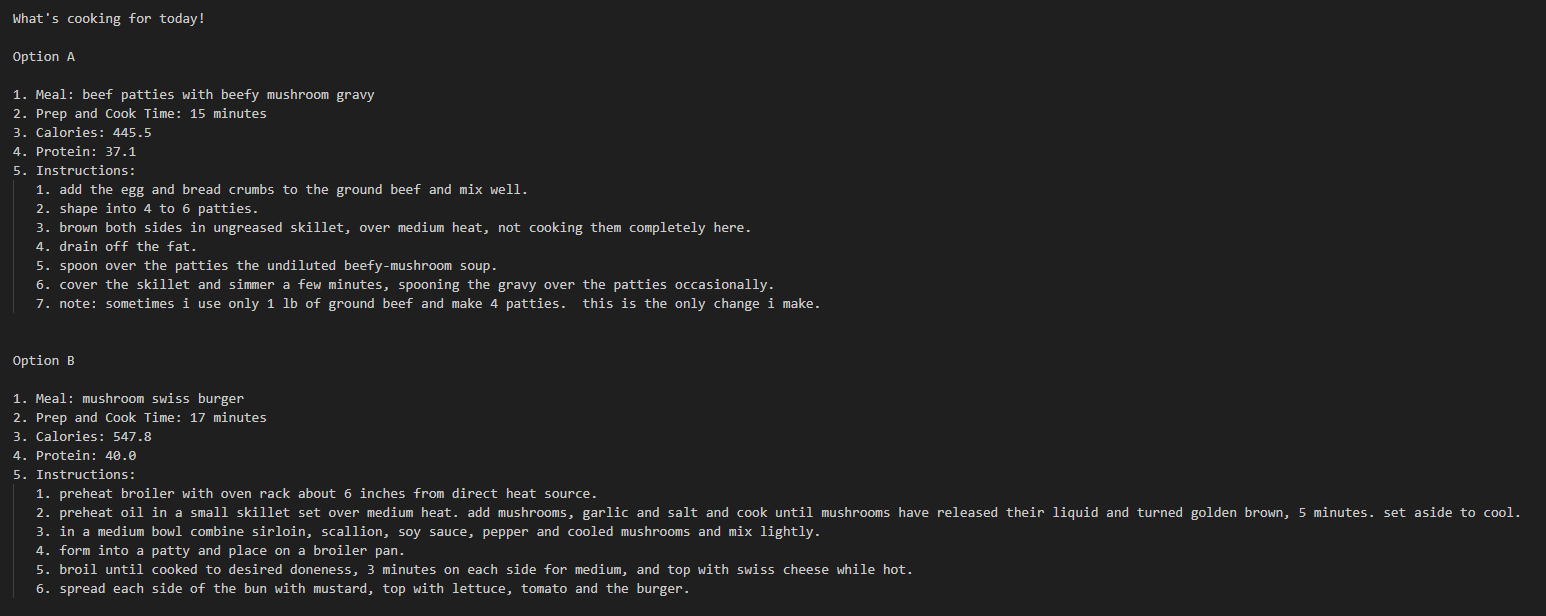 What's cooking for today!
Option A
1. Meal: beef patties with beefy mushroom gravy
2. Prep and Cook Time: 15 minutes
3. Calories: 445.5
4. Protein: 37.1
5. Instructions:
1. add the egg and bread crumbs to the ground beef and mix well.
2. shape into 4 to 6 patties.
3. brown both sides in ungreased skillet, over medium heat, not cooking them completely here.
4. drain off the fat.
5. spoon over the patties the undiluted beefy-mushroom soup.
6. cover the skillet and simmer a few minutes, spooning the gravy over the patties occasionally.
7. note: sometimes i use only 1 lb of ground beef and make 4 patties.  this is the only change i make.
Option B
1. Meal: mushroom swiss burger
2. Prep and Cook Time: 17 minutes
3. Calories: 547.8
4. Protein: 40.0
5. Instructions:
1. preheat broiler with oven rack about 6 inches from direct heat source.
2. preheat oil in a small skillet set over medium heat. add mushrooms, garlic and salt and cook until mushrooms have released their liquid and turned golden brown, 5 minutes. set aside to cool.
3. in a medium bowl combine sirloin, scallion, soy sauce, pepper and cooled mushrooms and mix lightly.
4. form into a patty and place on a broiler pan.
5. broil until cooked to desired doneness, 3 minutes on each side for medium, and top with swiss cheese while hot.
6. spread each side of the bun with mustard, top with lettuce, tomato and the burger.